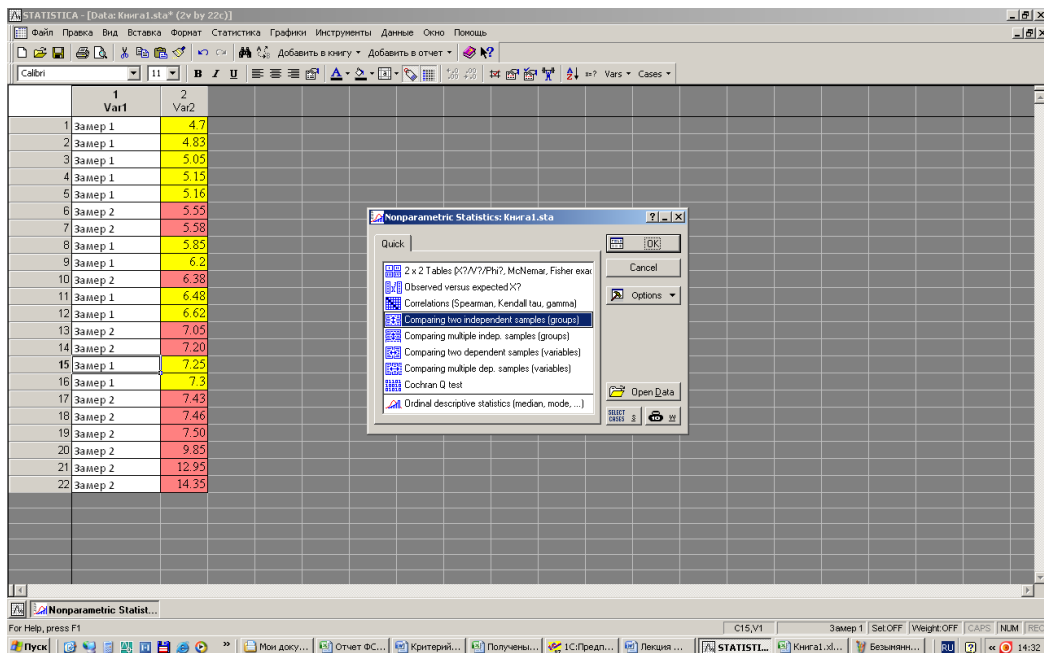 STATISTICA - [Data: Книга1.sta* (2v by 22c)]
Файл Правка Вид Вставка Формат Статистика Графики Инструменты Данные Окно Помощь
Добавить в книгу Добавить в отчет
Calibri 11 B I U Vars Cases
1 2
Var1 Var2
1 Замер 1 4.7
2 Замер 1 4.83
3 Замер 1 5.05
4 Замер 1 5.15
5 Замер 1 5.16
6 Замер 2 5.55
7 Замер 2 5.58
8 Замер 1 5.85
9 Замер 1 6.2
10 Замер 2 6.38
11 Замер 1 6.48
12 Замер 1 6.62
13 Замер 2 7.05
14 Замер 2 7.20
15 Замер 1 7.25
16 Замер 1 7.3
17 Замер 2 7.43
18 Замер 2 7.46
19 Замер 2 7.50
20 Замер 2 9.85
21 Замер 2 12.95
22 Замер 2 14.35
Nonparametric Statistics: Книга1.sta
Quick
2 x 2 Tables (X?/V?/Phi?, McNemar, Fisher exac
Observed versus expected X?
Correlations (Spearman, Kendall tau, gamma)
Comparing two independent samples (groups)
Comparing multiple indep. samples (groups)
Comparing two dependent samples (variables)
Comparing multiple dep. samples (variables)
Cochran Q test
Ordinal descriptive statistics (median, mode, ...)
OK
Cancel
Options
Open Data
SELECT CASES S W
Nonparametric Statist...
For Help, press F1
C15,V1 Замер 1 Sel:OFF Weight:OFF CAPS NUM REC
Пуск » Мои доку... Отчет ФС... Критерий... Получены... 1С:Предп... Лекция ... STATISTI... Книга1.xl... Безымянн... RU « 14:32